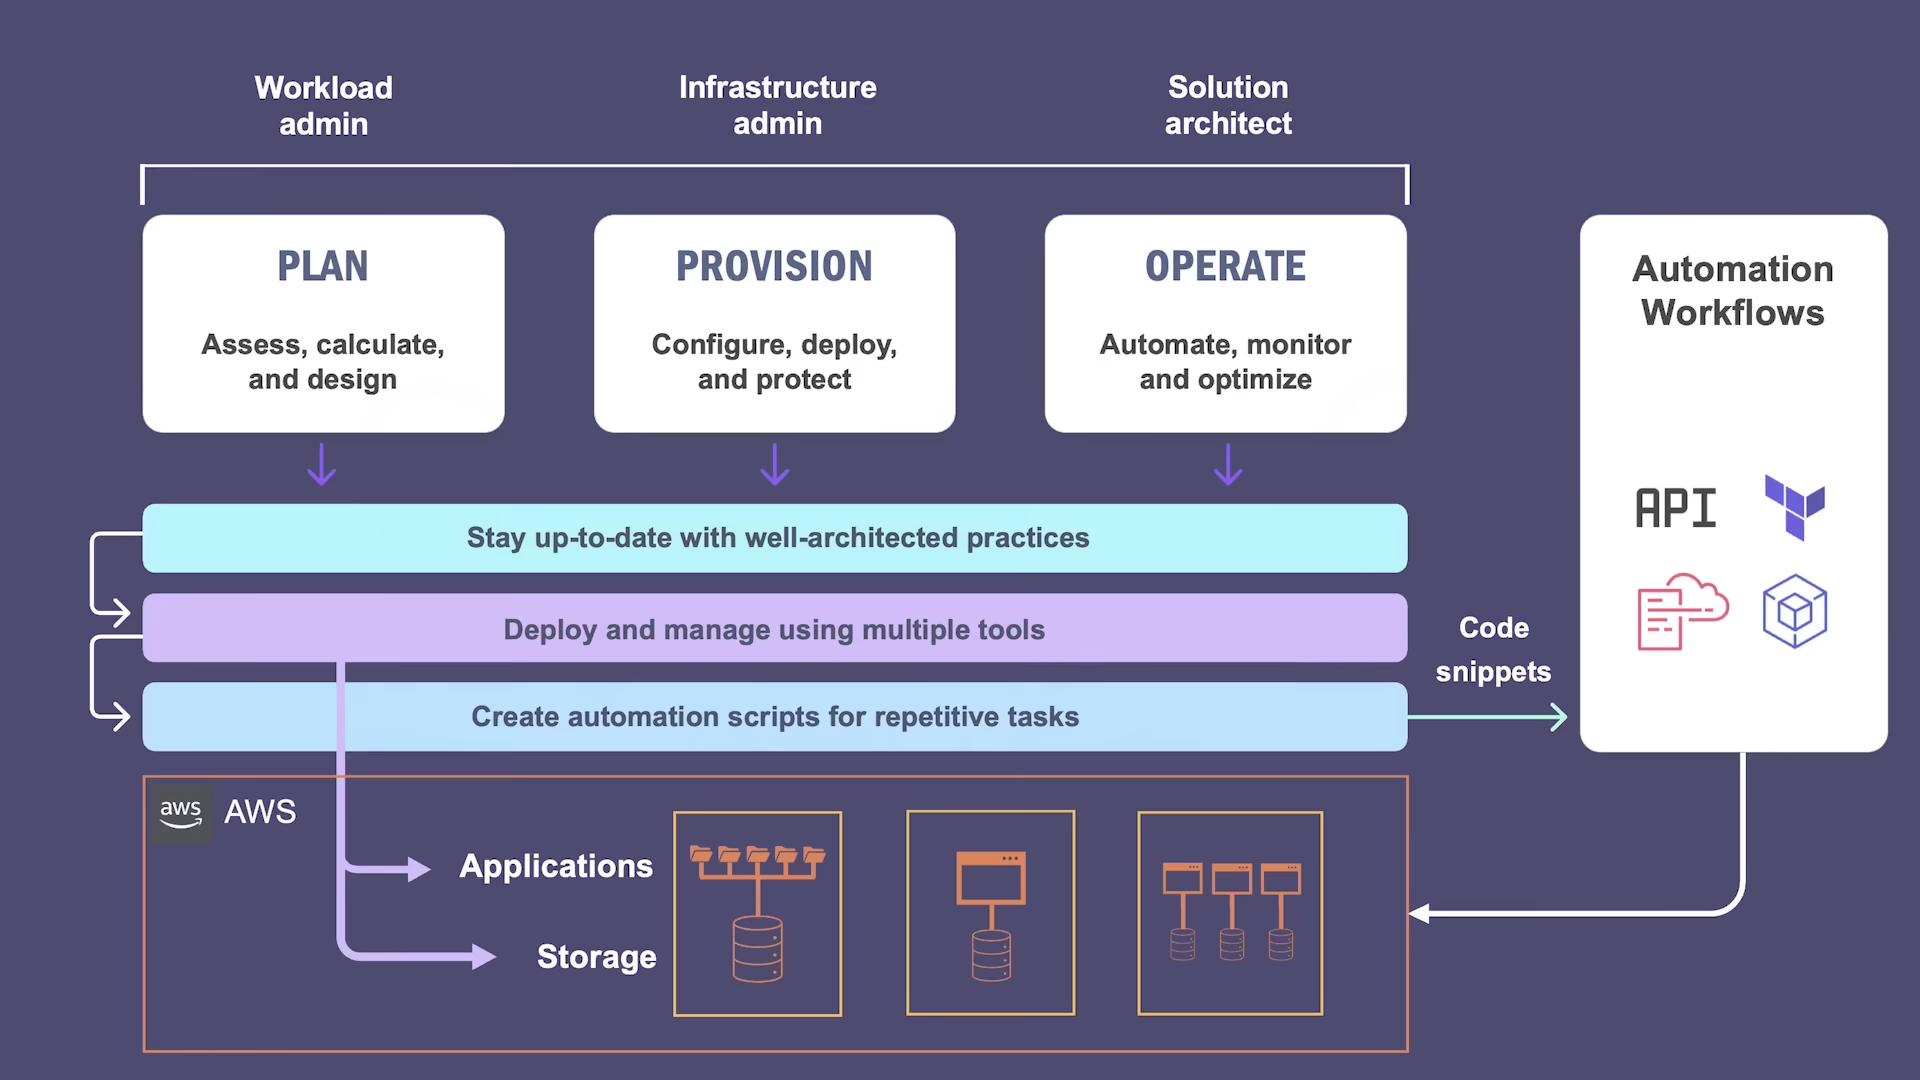 Workload
admin
Infrastructure
admin
Solution
architect
PLAN
Assess, calculate,
and design
PROVISION
Configure, deploy,
and protect
OPERATE
Automate, monitor
and optimize
Automation
Workflows
API
Stay up-to-date with well-architected practices
Deploy and manage using multiple tools
Create automation scripts for repetitive tasks
Code
snippets
aws AWS
Applications
Storage